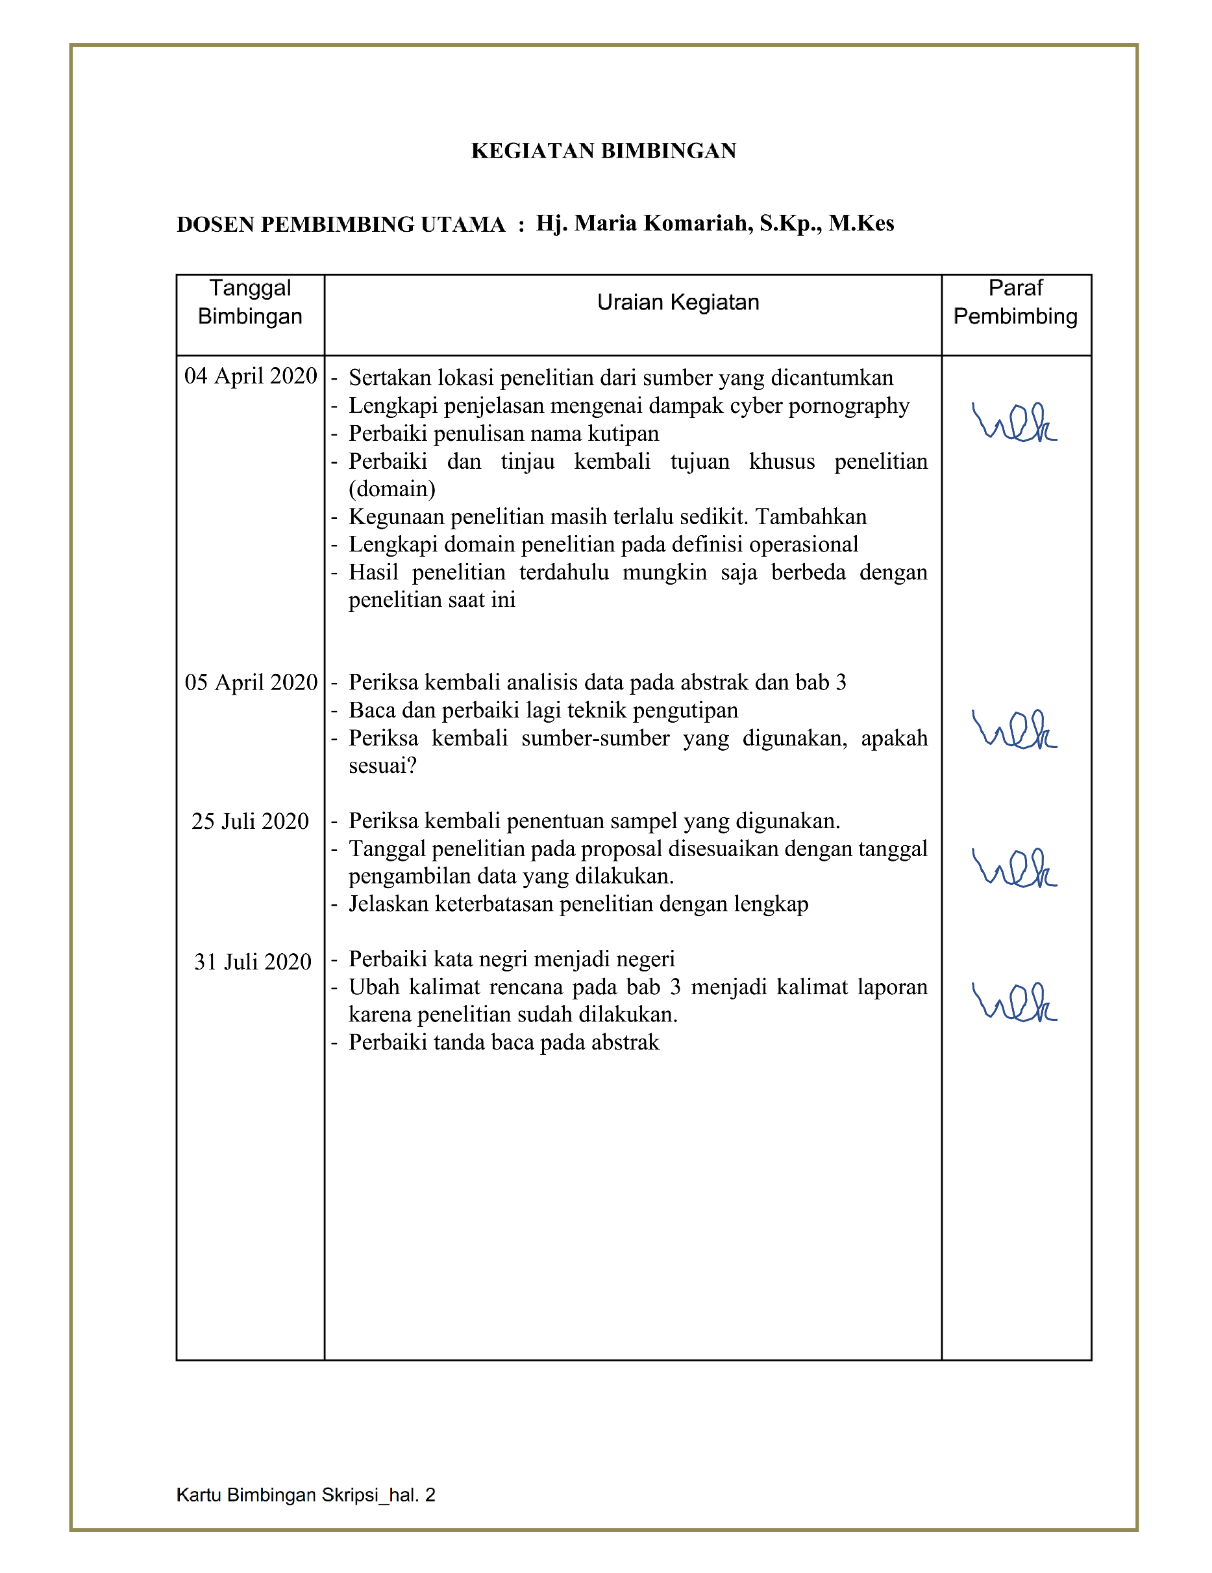 KEGIATAN BIMBINGAN
DOSEN PEMBIMBING UTAMA : Hj. Maria Komariah, S.Kp., M.Kes
Tanggal Bimbingan
Uraian Kegiatan
Paraf Pembimbing
04 April 2020
- Sertakan lokasi penelitian dari sumber yang dicantumkan
- Lengkapi penjelasan mengenai dampak cyber pornography
- Perbaiki penulisan nama kutipan
- Perbaiki dan tinjau kembali tujuan khusus penelitian
(domain)
- Kegunaan penelitian masih terlalu sedikit. Tambahkan
- Lengkapi domain penelitian pada definisi operasional
- Hasil penelitian terdahulu mungkin saja berbeda dengan
penelitian saat ini
05 April 2020
- Periksa kembali analisis data pada abstrak dan bab 3
- Baca dan perbaiki lagi teknik pengutipan
- Periksa kembali sumber-sumber yang digunakan, apakah
sesuai?
25 Juli 2020
- Periksa kembali penentuan sampel yang digunakan.
- Tanggal penelitian pada proposal disesuaikan dengan tanggal
pengambilan data yang dilakukan.
- Jelaskan keterbatasan penelitian dengan lengkap
31 Juli 2020
- Perbaiki kata negri menjadi negeri
- Ubah kalimat rencana pada bab 3 menjadi kalimat laporan
karena penelitian sudah dilakukan.
- Perbaiki tanda baca pada abstrak
Kartu Bimbingan Skripsi_hal. 2